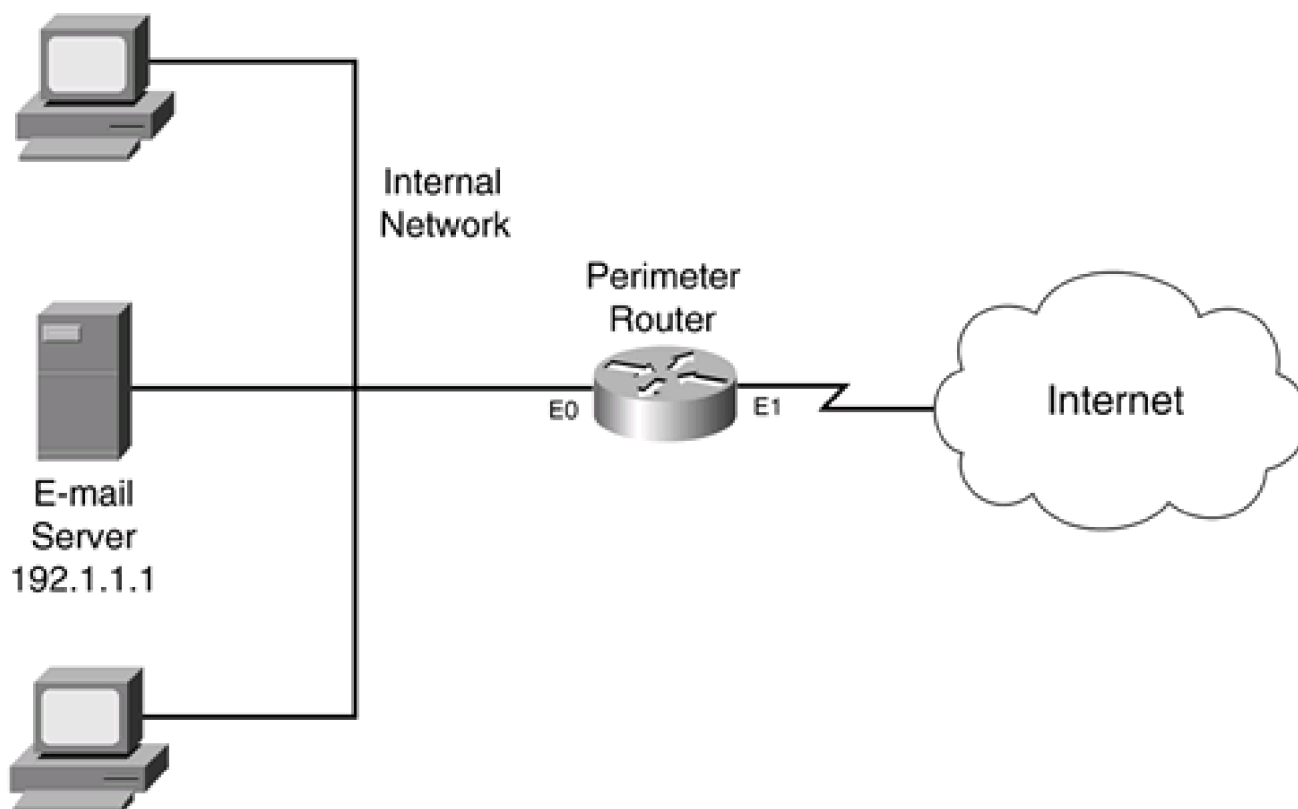 Internal
Network
Perimeter
Router
E0
E1
Internet
E-mail
Server
192.1.1.1